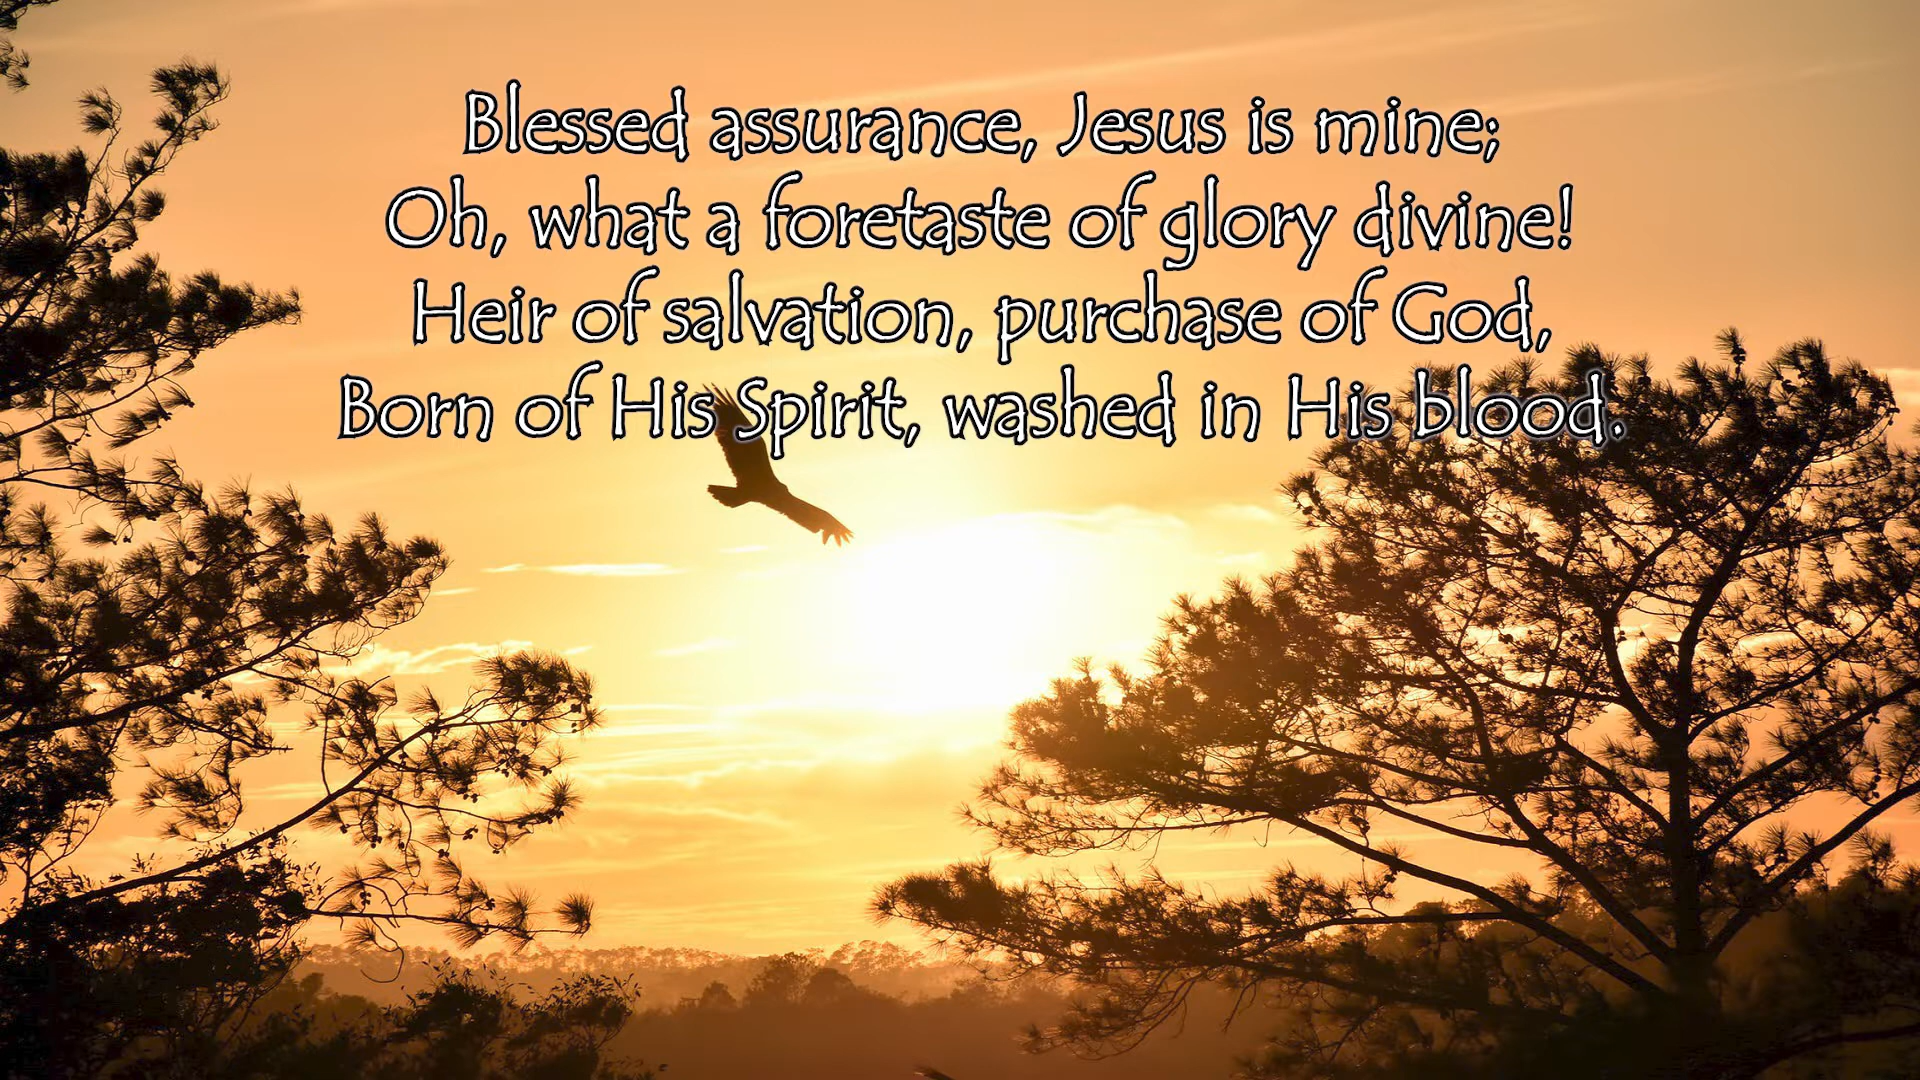 Blessed assurance, Jesus is mine;
Oh, what a foretaste of glory divine!
Heir of salvation, purchase of God,
Born of His Spirit, washed in His blood.